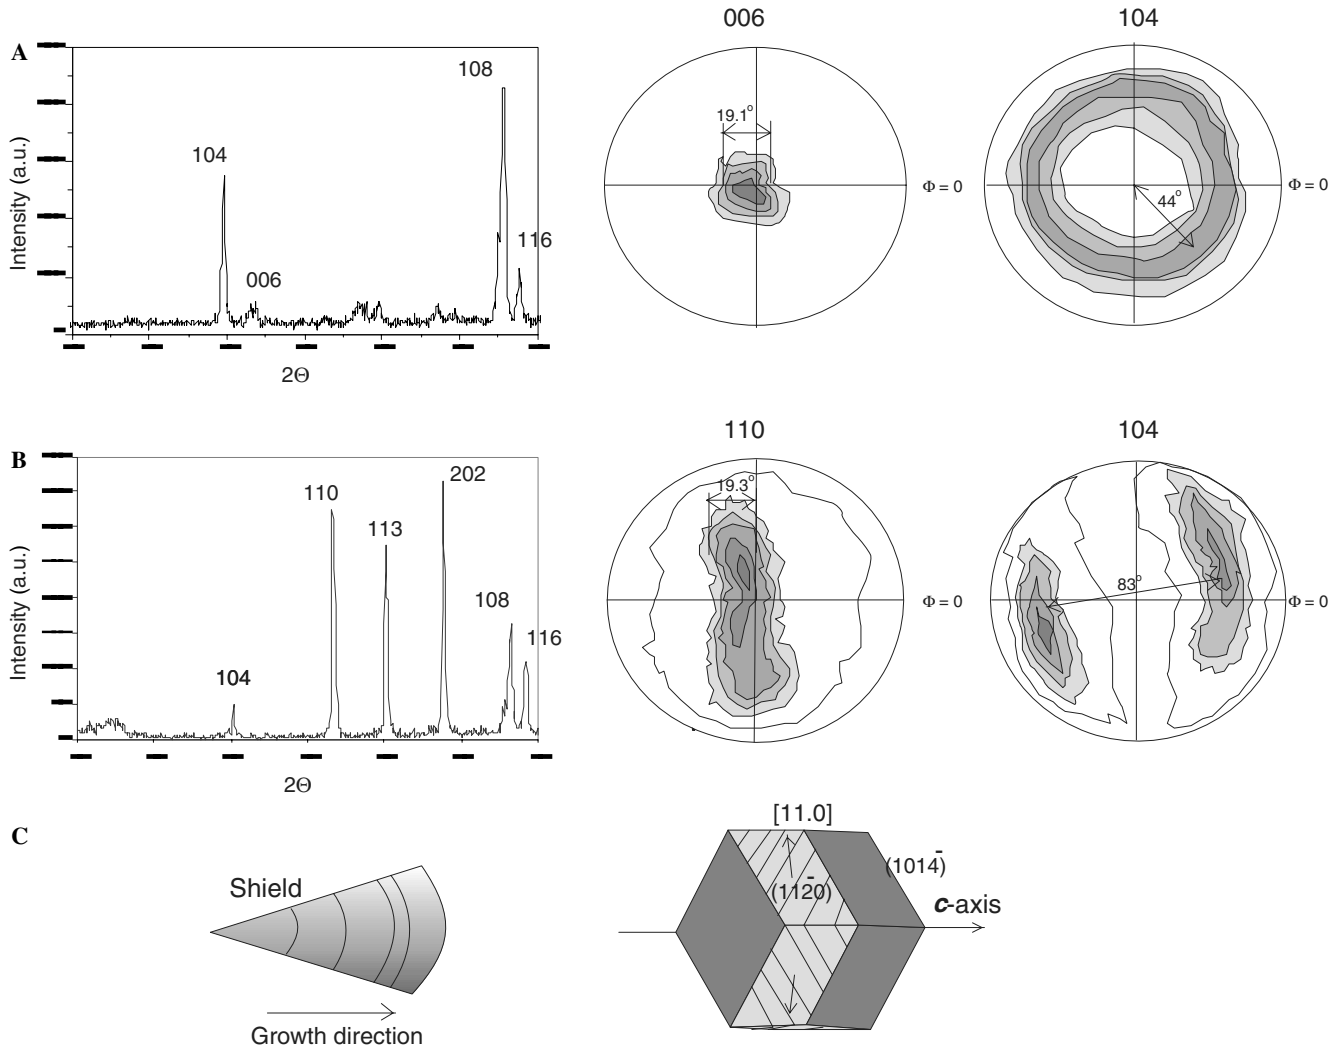 A
Intensity (a.u.)
104
006
108
116
2Θ
006
19.1°
Φ = 0
104
44°
Φ = 0
B
Intensity (a.u.)
104
110
113
202
108
116
2Θ
110
19.3°
Φ = 0
104
83°
Φ = 0
C
Shield
Growth direction
[11.0]
(112̄0)
(1014̄)
c-axis